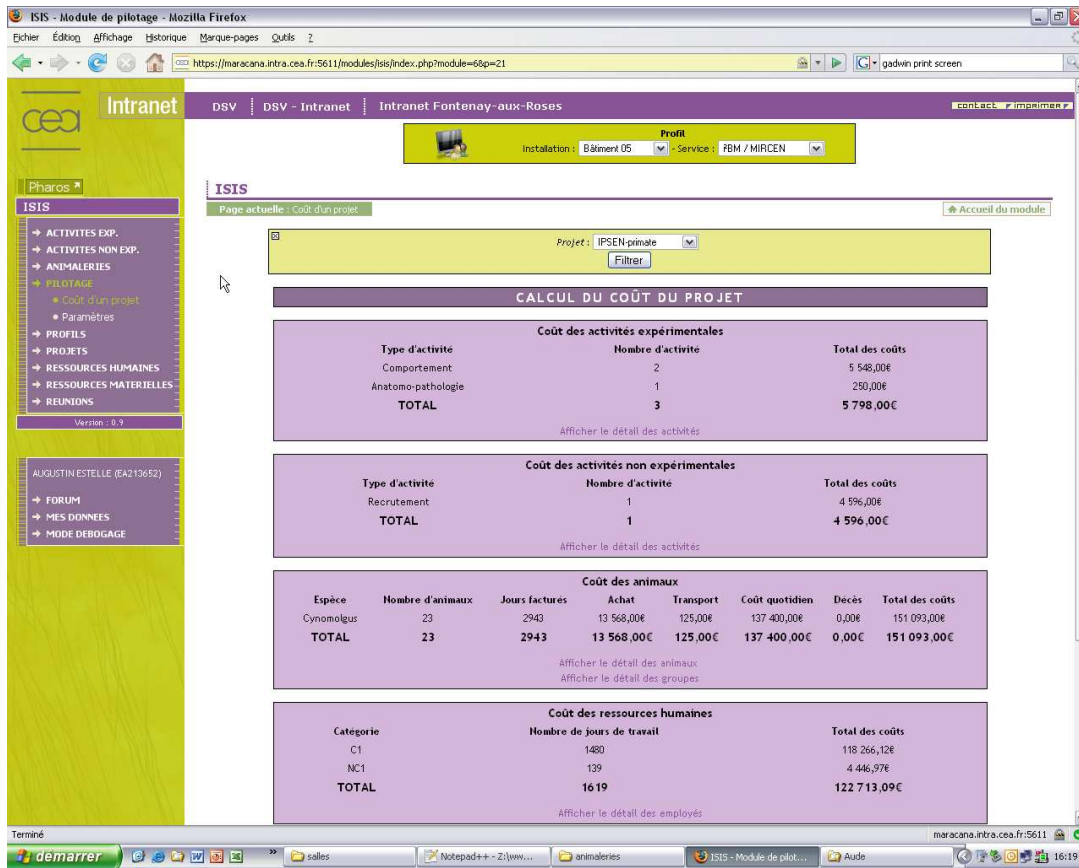 ISIS - Module de pilotage - Mozilla Firefox
Fichier Édition Affichage Historique Marque-pages Outils ?
https://maracana.intra.cea.fr:5611/modules/isis/index.php?module=6&p=21 gadwin print screen
cea Intranet DSV DSV - Intranet Intranet Fontenay-aux-Roses contact imprimer
Profil
Installation : Bâtiment 05 - Service : I²BM / MIRCEN
Pharos
ISIS
ISIS
Page actuelle : Coût d'un projet Accueil du module
ACTIVITES EXP.
ACTIVITES NON EXP.
ANIMALERIES
PILOTAGE
Coût d'un projet
Paramètres
PROFILS
PROJETS
RESSOURCES HUMAINES
RESSOURCES MATERIELLES
REUNIONS
Version : 0.9
AUGUSTIN ESTELLE (EA213652)
FORUM
MES DONNEES
MODE DEBOGAGE
Projet : IPSEN-primate
Filtrer
CALCUL DU COÛT DU PROJET
Coût des activités expérimentales
Type d'activité Nombre d'activité Total des coûts
Comportement 2 5 548,00€
Anatomo-pathologie 1 250,00€
TOTAL 3 5 798,00€
Afficher le détail des activités
Coût des activités non expérimentales
Type d'activité Nombre d'activité Total des coûts
Recrutement 1 4 596,00€
TOTAL 1 4 596,00€
Afficher le détail des activités
Coût des animaux
Espèce Nombre d'animaux Jours facturés Achat Transport Coût quotidien Décès Total des coûts
Cynomolgus 23 2943 13 568,00€ 125,00€ 137 400,00€ 0,00€ 151 093,00€
TOTAL 23 2943 13 568,00€ 125,00€ 137 400,00€ 0,00€ 151 093,00€
Afficher le détail des animaux
Afficher le détail des groupes
Coût des ressources humaines
Catégorie Nombre de jours de travail Total des coûts
C1 1480 118 266,12€
NC1 139 4 446,97€
TOTAL 1619 122 713,09€
Afficher le détail des employés
Terminé maracana.intra.cea.fr:5611
démarrer » salles Notepad++ - Z:\ww... animaleries ISIS - Module de pilot... Aude 16:19